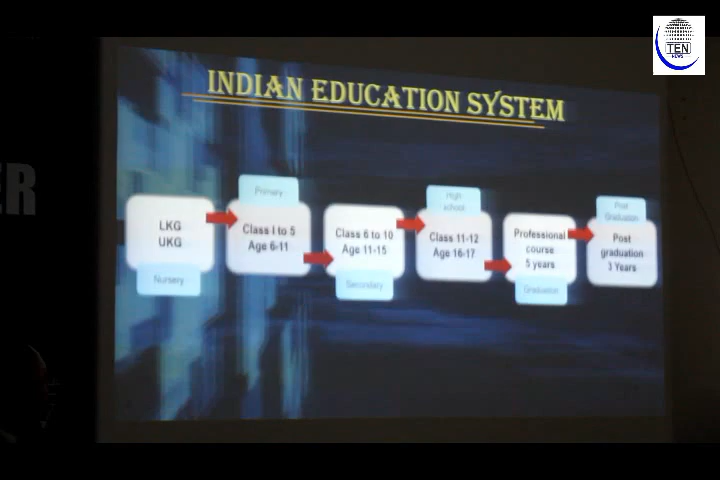 TEN
NEWS
INDIAN EDUCATION SYSTEM
ER
LKG
UKG
Nursery
Primary
Class I to 5
Age 6-11
Class 6 to 10
Age 11-15
Secondary
High
school
Class 11-12
Age 16-17
Professional
course
5 years
Graduation
Post
Graduation
Post
graduation
3 Years